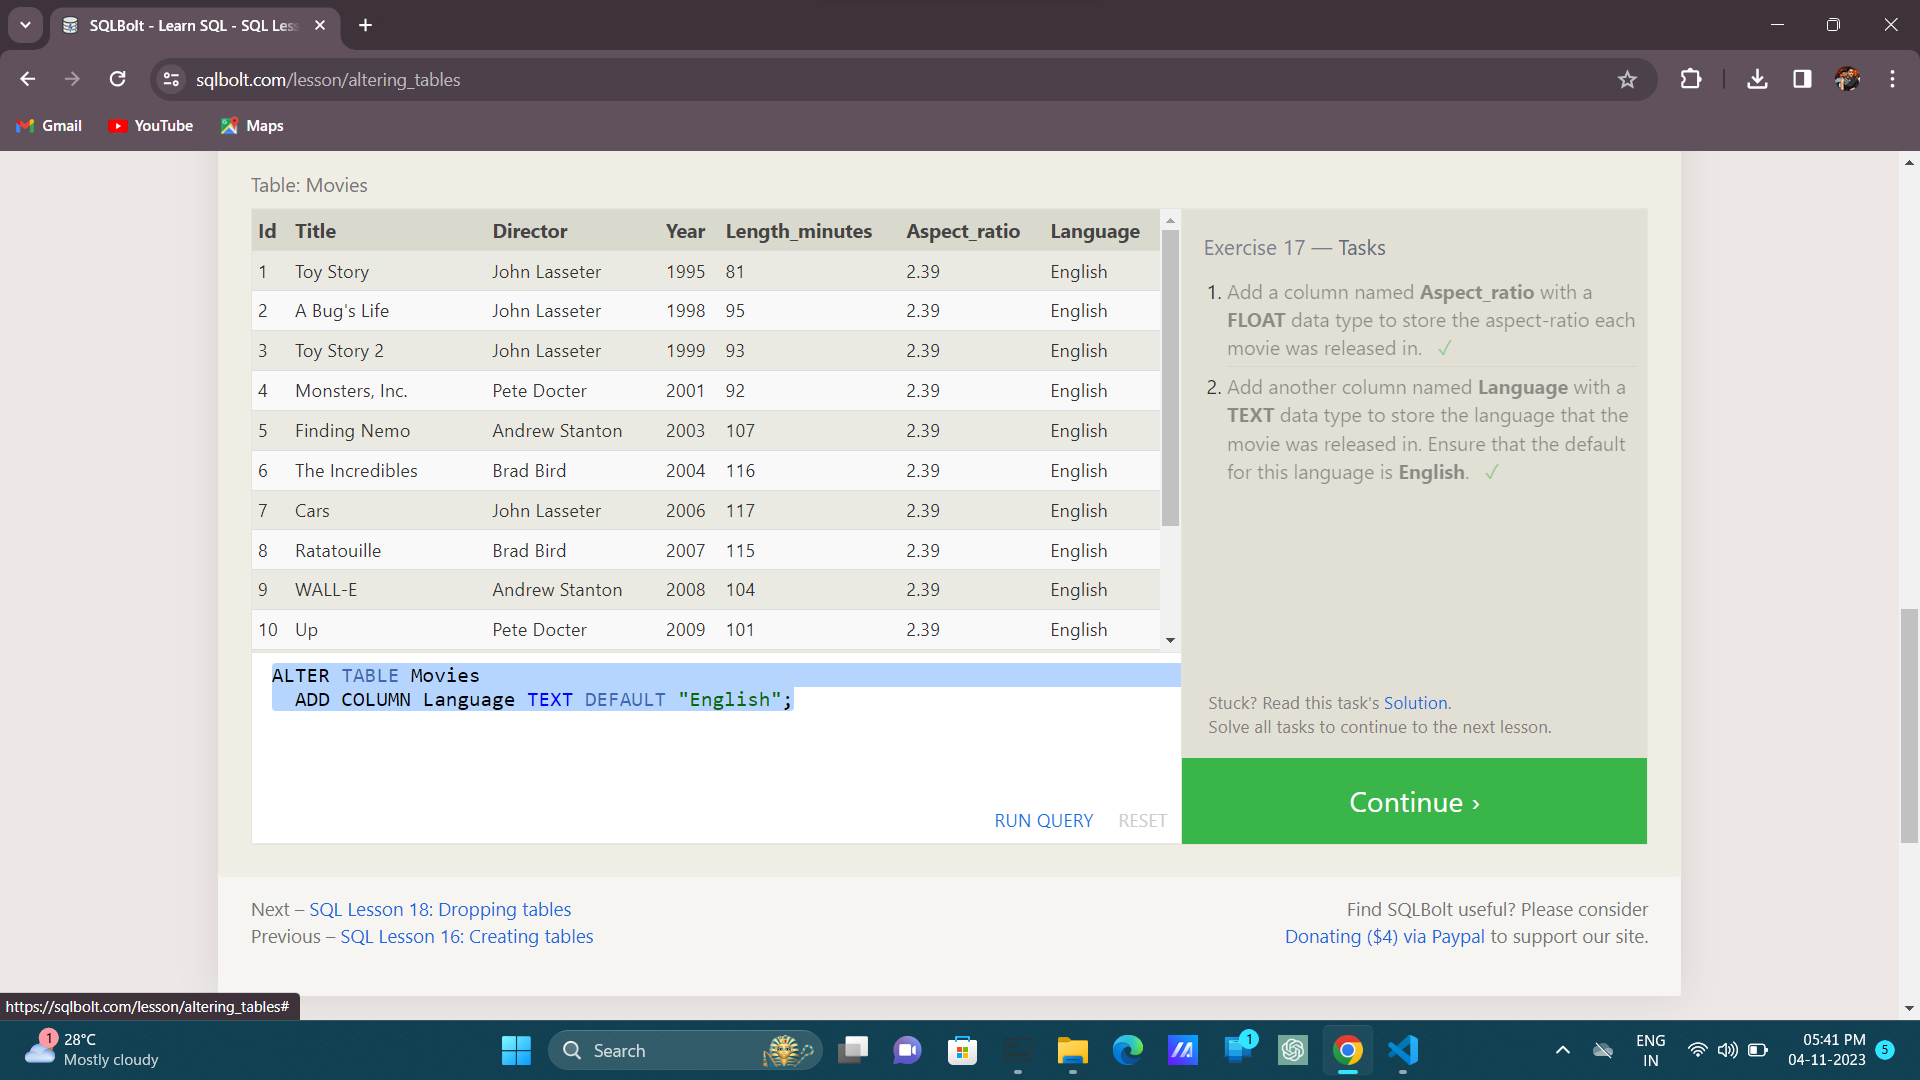 SQLBolt - Learn SQL - SQL Less
sqlbolt.com/lesson/altering_tables
Gmail YouTube Maps
Table: Movies
Id Title Director Year Length_minutes Aspect_ratio Language
1 Toy Story John Lasseter 1995 81 2.39 English
2 A Bug's Life John Lasseter 1998 95 2.39 English
3 Toy Story 2 John Lasseter 1999 93 2.39 English
4 Monsters, Inc. Pete Docter 2001 92 2.39 English
5 Finding Nemo Andrew Stanton 2003 107 2.39 English
6 The Incredibles Brad Bird 2004 116 2.39 English
7 Cars John Lasseter 2006 117 2.39 English
8 Ratatouille Brad Bird 2007 115 2.39 English
9 WALL-E Andrew Stanton 2008 104 2.39 English
10 Up Pete Docter 2009 101 2.39 English
ALTER TABLE Movies
ADD COLUMN Language TEXT DEFAULT "English";
RUN QUERY RESET
Exercise 17 — Tasks
1. Add a column named Aspect_ratio with a
FLOAT data type to store the aspect-ratio each
movie was released in. ✓
2. Add another column named Language with a
TEXT data type to store the language that the
movie was released in. Ensure that the default
for this language is English. ✓
Stuck? Read this task's Solution.
Solve all tasks to continue to the next lesson.
Continue ›
Next – SQL Lesson 18: Dropping tables
Previous – SQL Lesson 16: Creating tables
Find SQLBolt useful? Please consider
Donating ($4) via Paypal to support our site.
https://sqlbolt.com/lesson/altering_tables#
1
28°C
Mostly cloudy
Search
1
ENG
IN
05:41 PM
04-11-2023
5